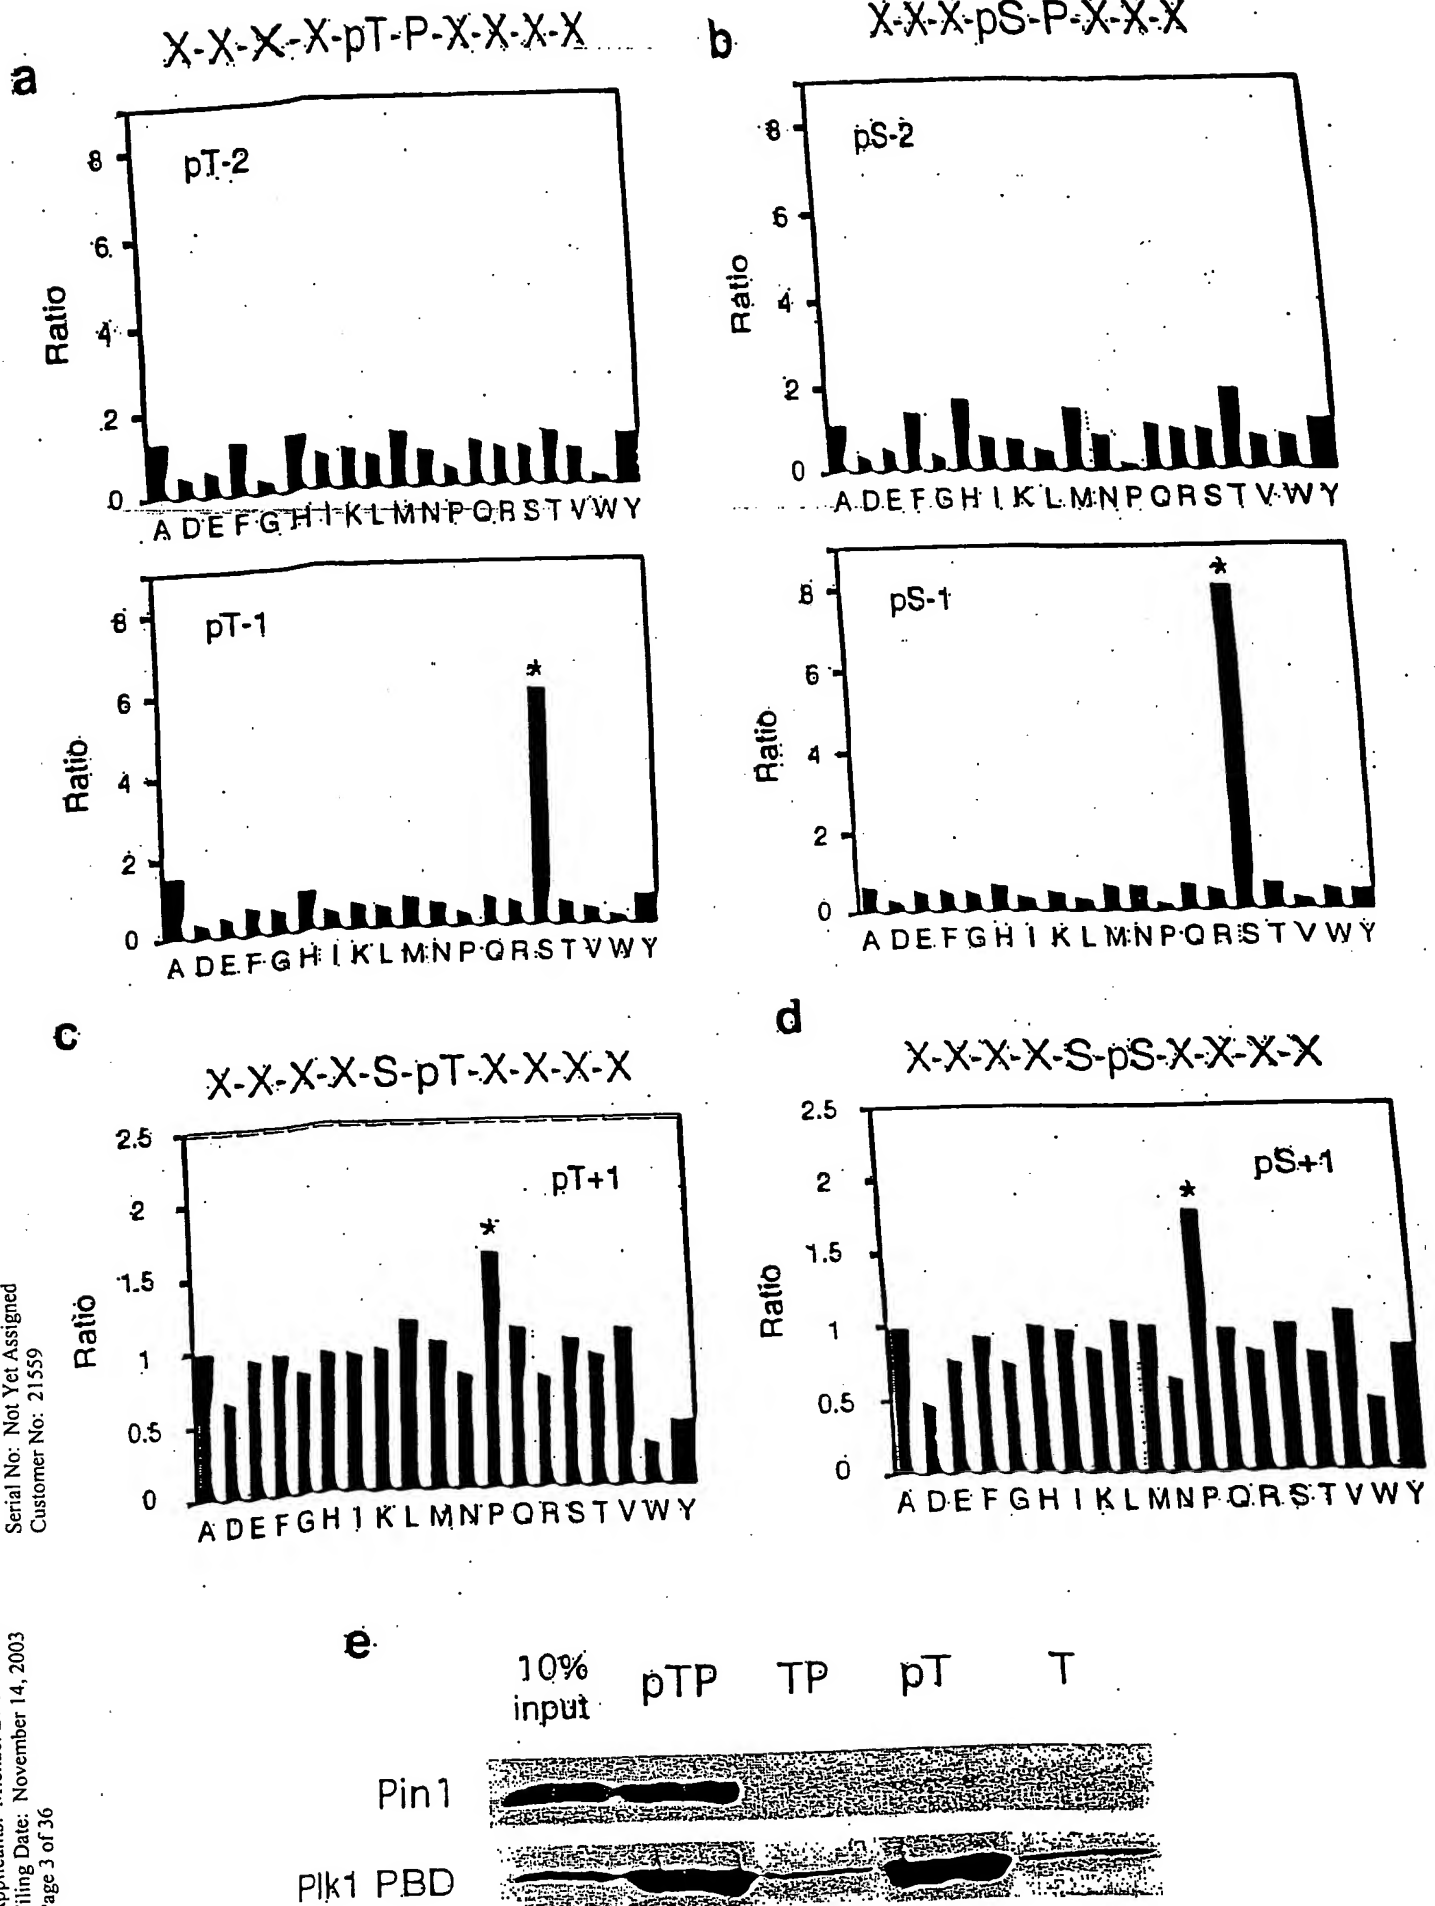 a
X-X-X-X-pT-P-X-X-X-X
pT-2
Ratio
8
6
4
2
0
A D E F G H I K L M N P Q R S T V W Y
pT-1
Ratio
8
6
4
2
0
A D E F G H I K L M N P Q R S T V W Y
b
X-X-X-pS-P-X-X-X
pS-2
Ratio
8
6
4
2
0
A D E F G H I K L M N P Q R S T V W Y
pS-1
Ratio
8
6
4
2
0
A D E F G H I K L M N P Q R S T V W Y
c
X-X-X-X-S-pT-X-X-X-X
pT+1
Ratio
2.5
2
1.5
1
0.5
0
A D E F G H I K L M N P Q R S T V W Y
d
X-X-X-X-S-pS-X-X-X-X
pS+1
Ratio
2.5
2
1.5
1
0.5
0
A D E F G H I K L M N P Q R S T V W Y
e
10% input
pTP
TP
pT
T
Pin1
Plk1 PBD
Serial No: Not Yet Assigned
Customer No: 21559
Filing Date: November 14, 2003
Page 3 of 36